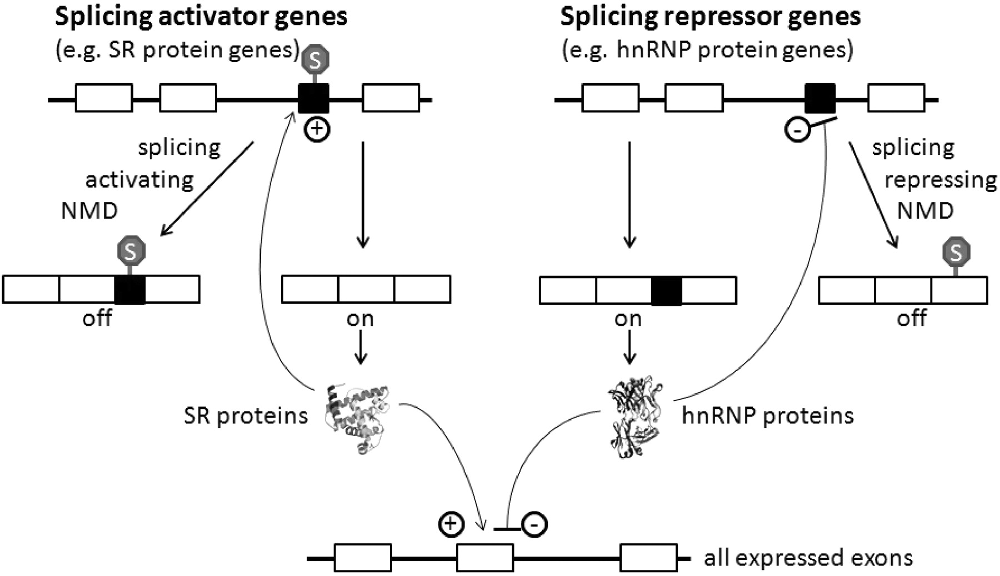 Splicing activator genes
(e.g. SR protein genes)
S
+
splicing
activating
NMD
S
off
on
SR proteins
Splicing repressor genes
(e.g. hnRNP protein genes)
-
splicing
repressing
NMD
S
on
off
hnRNP proteins
+
-
all expressed exons